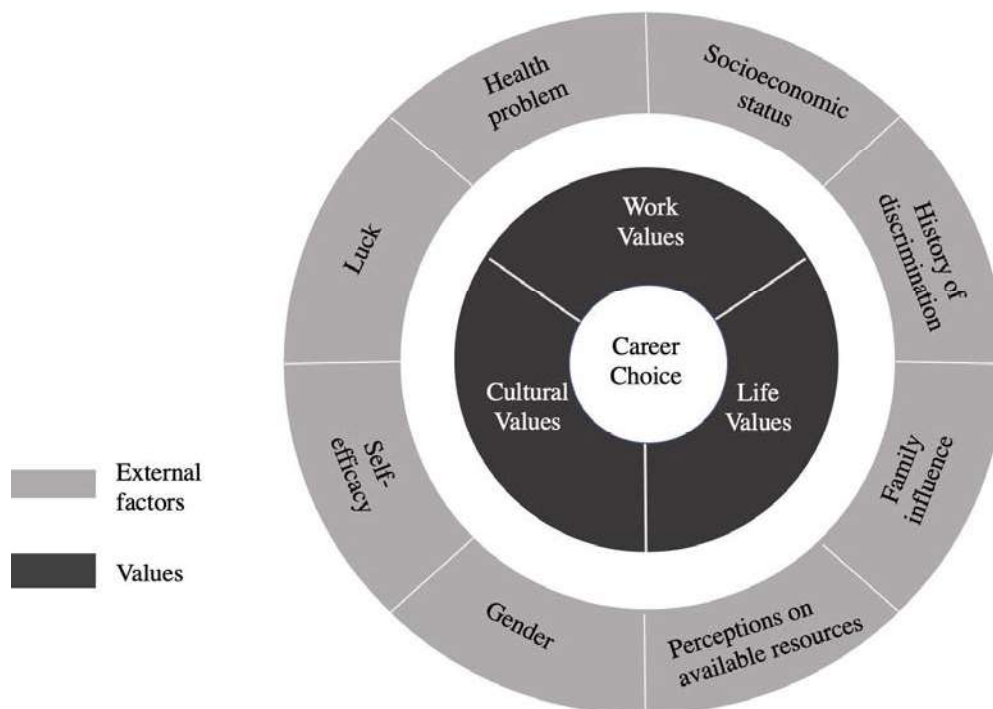 Health
problem
Socioeconomic
status
History of
discrimination
Family
influence
Perceptions on
available resources
Gender
Self-
efficacy
Luck
Work
Values
Life
Values
Cultural
Values
Career
Choice
External
factors
Values